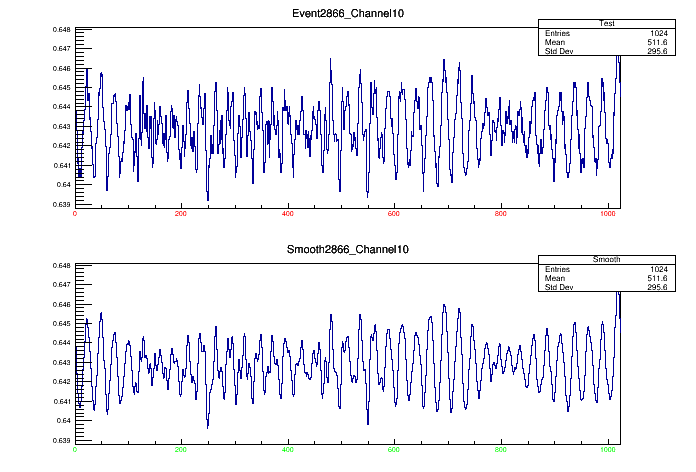 Event2866_Channel10
Test
Entries 1024
Mean 511.6
Std Dev 295.6
0.648
0.647
0.646
0.645
0.644
0.643
0.642
0.641
0.64
0.639
0 200 400 600 800 1000
Smooth2866_Channel10
Smooth
Entries 1024
Mean 511.6
Std Dev 295.6
0.648
0.647
0.646
0.645
0.644
0.643
0.642
0.641
0.64
0.639
0 200 400 600 800 1000